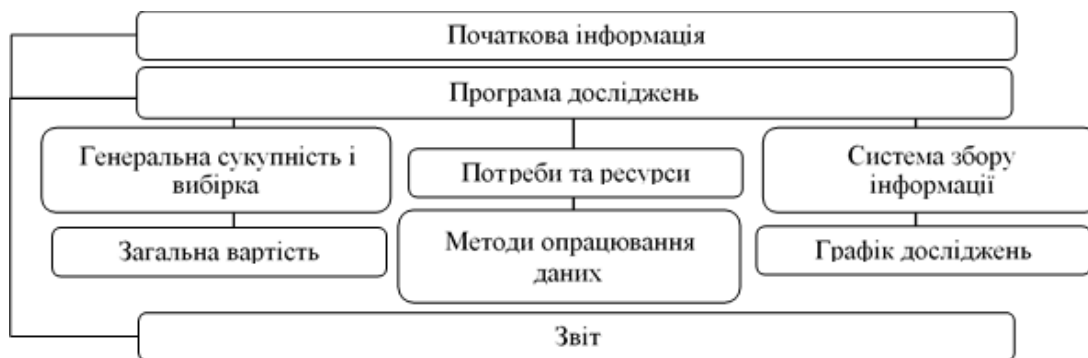 Початкова інформація
Програма досліджень
Генеральна сукупність і
вибірка
Потреби та ресурси
Система збору
інформації
Загальна вартість
Методи опрацювання
даних
Графік досліджень
Звіт